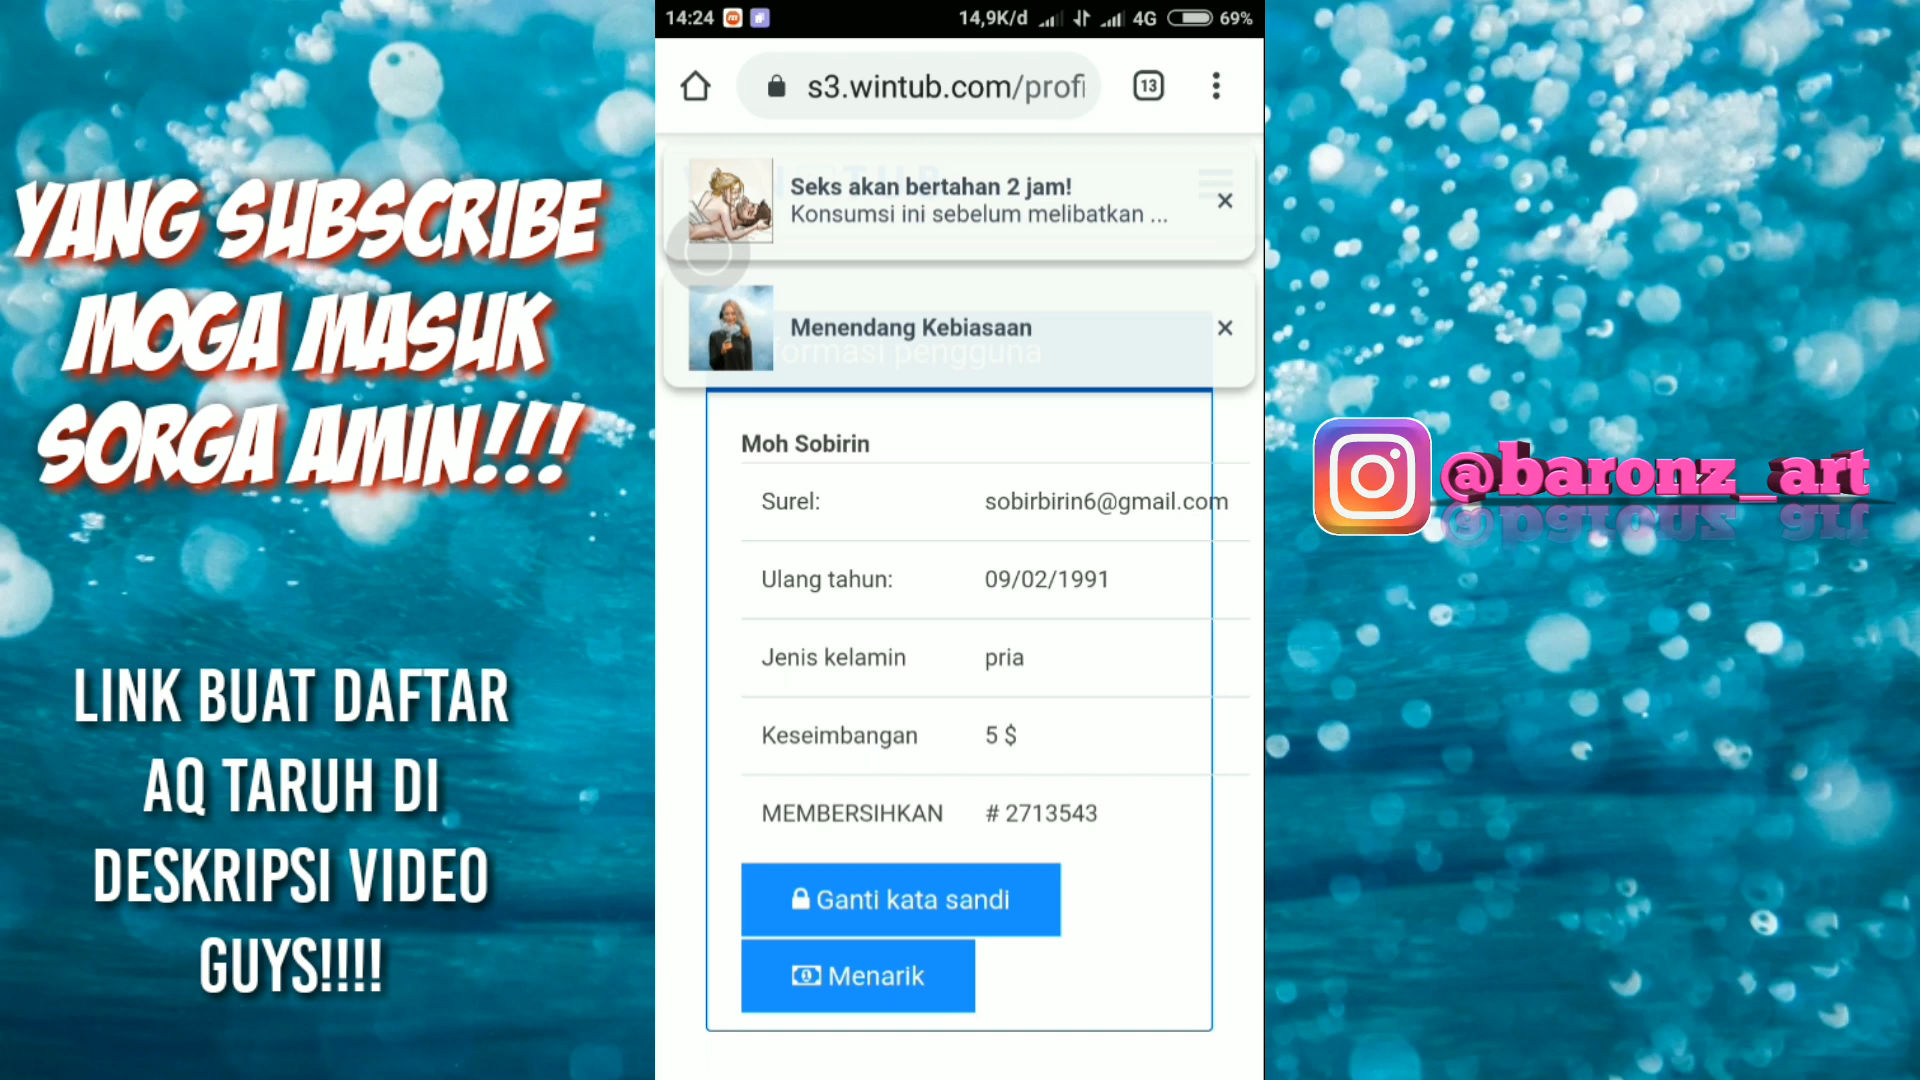 YANG SUBSCRIBE
MOGA MASUK
SORGA AMIN!!!
LINK BUAT DAFTAR
AQ TARUH DI
DESKRIPSI VIDEO
GUYS!!!!
14:24
14,9K/d
4G
69%
s3.wintub.com/profi
13
Seks akan bertahan 2 jam!
Konsumsi ini sebelum melibatkan ...
Menendang Kebiasaan
formasi pengguna
Moh Sobirin
Surel: sobirbirin6@gmail.com
Ulang tahun: 09/02/1991
Jenis kelamin pria
Keseimbangan 5 $
MEMBERSIHKAN # 2713543
Ganti kata sandi
Menarik
@baronz_art